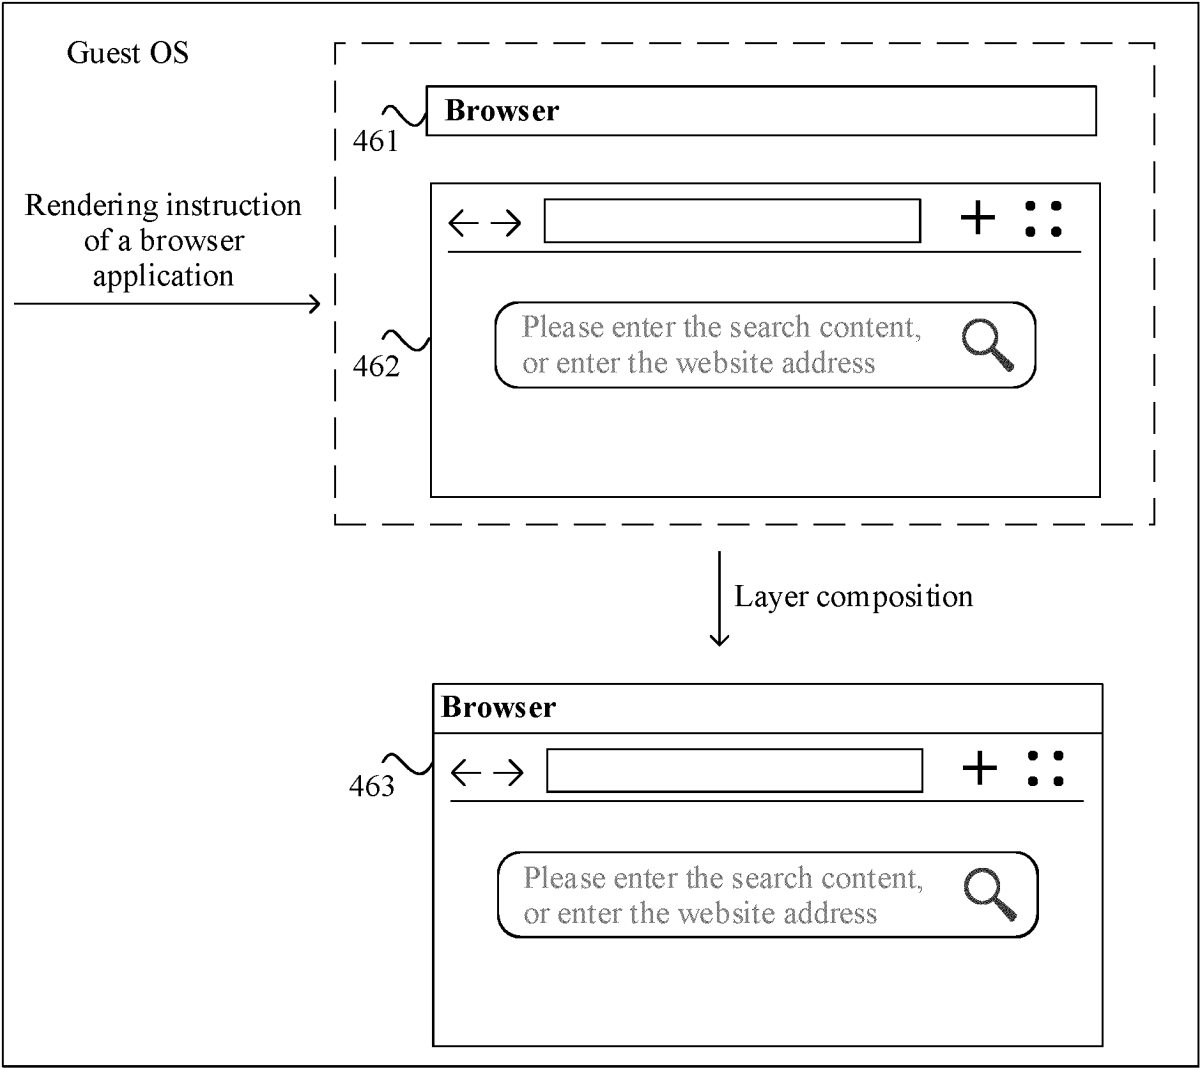 Guest OS
Browser
461
Rendering instruction
of a browser
application
Please enter the search content,
or enter the website address
462
Layer composition
Browser
463
Please enter the search content,
or enter the website address